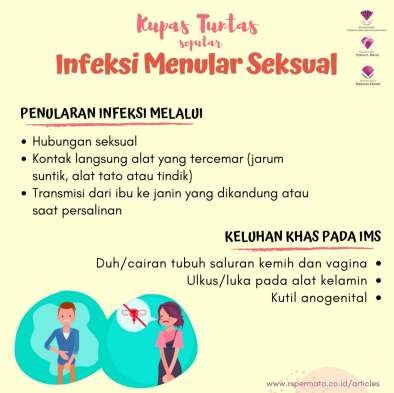 Kupas Tuntas
seputar
Infeksi Menular Seksual
PENULARAN INFEKSI MELALUI
• Hubungan seksual
• Kontak langsung alat yang tercemar (jarum
suntik, alat tato atau tindik)
• Transmisi dari ibu ke janin yang dikandung atau
saat persalinan
KELUHAN KHAS PADA IMS
Duh/cairan tubuh saluran kemih dan vagina •
Ulkus/luka pada alat kelamin •
Kutil anogenital •
www.rspermata.co.id/articles